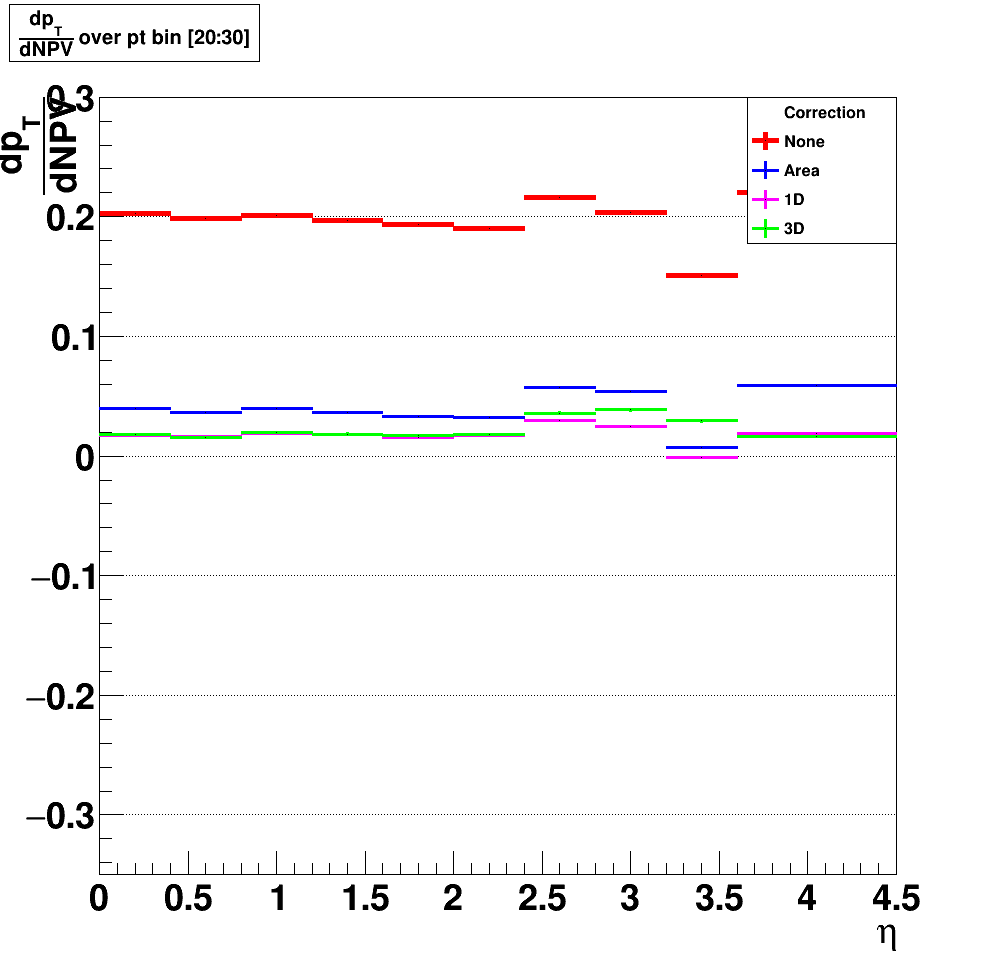 dp_T
dNPV over pt bin [20:30]
dp_T
dNPV
0.3
0.2
0.1
0
−0.1
−0.2
−0.3
Correction
None
Area
1D
3D
0 0.5 1 1.5 2 2.5 3 3.5 4 4.5
η